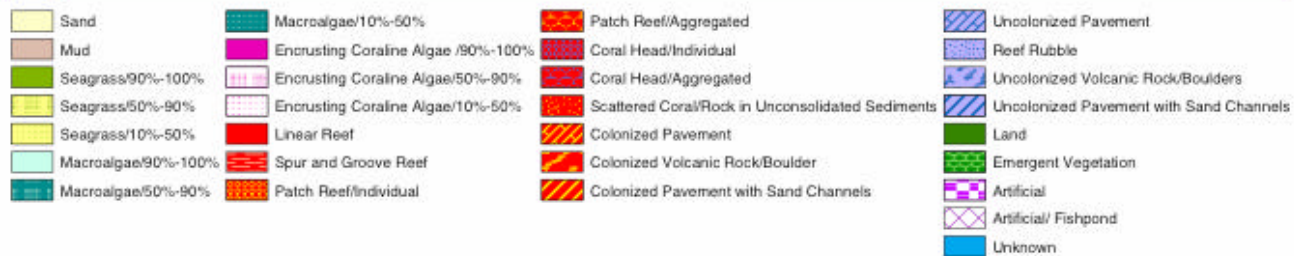 Sand
Mud
Seagrass/90%-100%
Seagrass/50%-90%
Seagrass/10%-50%
Macroalgae/90%-100%
Macroalgae/50%-90%
Macroalgae/10%-50%
Encrusting Coraline Algae /90%-100%
Encrusting Coraline Algae/50%-90%
Encrusting Coraline Algae/10%-50%
Linear Reef
Spur and Groove Reef
Patch Reef/Individual
Patch Reef/Aggregated
Coral Head/Individual
Coral Head/Aggregated
Scattered Coral/Rock in Unconsolidated Sediments
Colonized Pavement
Colonized Volcanic Rock/Boulder
Colonized Pavement with Sand Channels
Uncolonized Pavement
Reef Rubble
Uncolonized Volcanic Rock/Boulders
Uncolonized Pavement with Sand Channels
Land
Emergent Vegetation
Artificial
Artificial/ Fishpond
Unknown